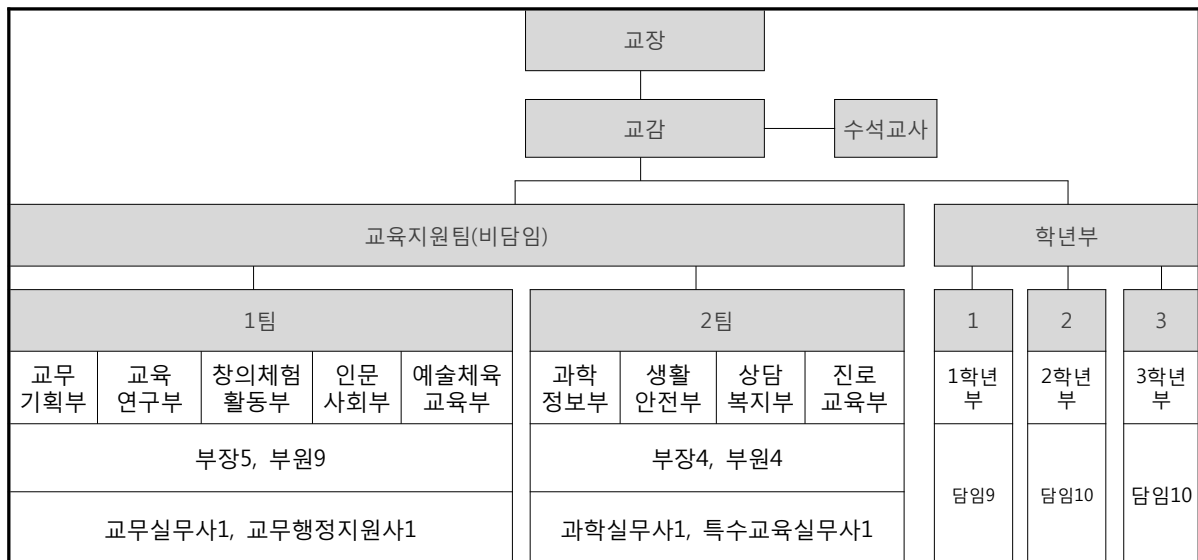 교장
교감
수석교사
교육지원팀(비담임)
학년부
1팀
2팀
1
2
3
교무
기획부
교육
연구부
창의체험
활동부
인문
사회부
예술체육
교육부
과학
정보부
생활
안전부
상담
복지부
진로
교육부
1학년
부
2학년
부
3학년
부
부장5, 부원9
부장4, 부원4
담임9
담임10
담임10
교무실무사1, 교무행정지원사1
과학실무사1, 특수교육실무사1